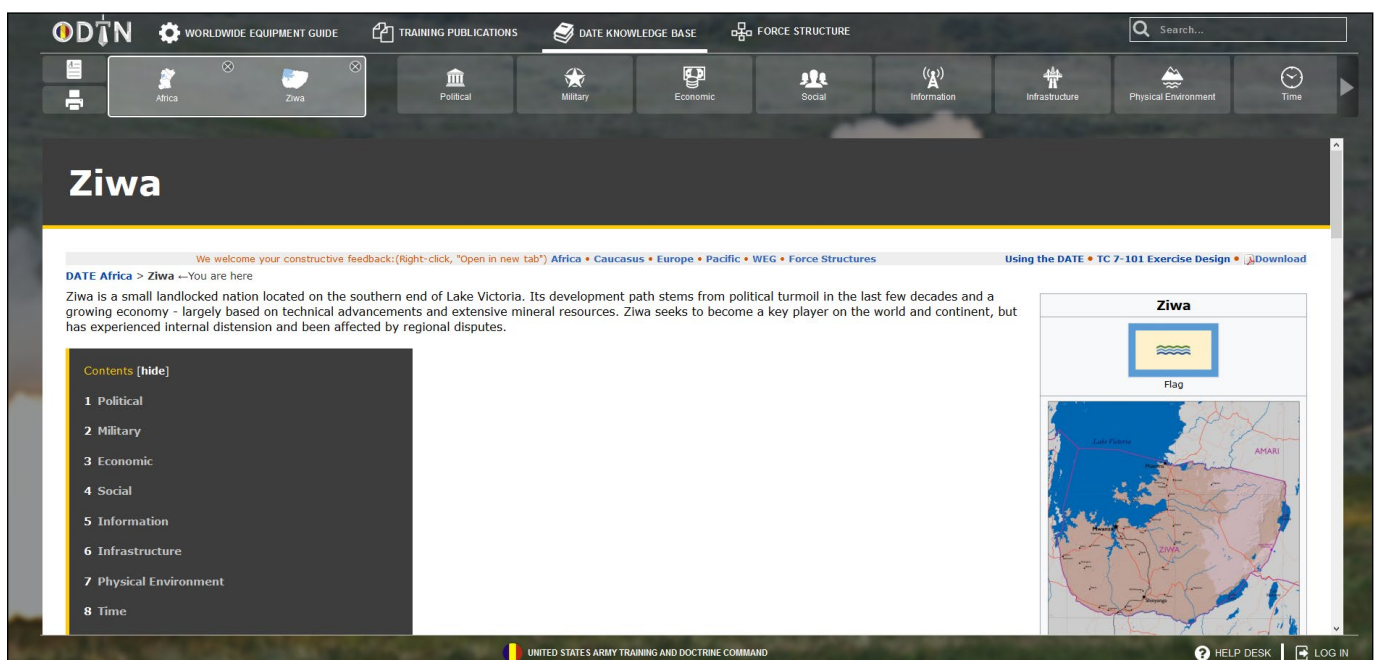 ODIN
WORLDWIDE EQUIPMENT GUIDE
TRAINING PUBLICATIONS
DATE KNOWLEDGE BASE
FORCE STRUCTURE
Search...
Africa
Ziwa
Political
Military
Economic
Social
Information
Infrastructure
Physical Environment
Time
Ziwa
We welcome your constructive feedback:(Right-click, "Open in new tab") Africa • Caucasus • Europe • Pacific • WEG • Force Structures
Using the DATE • TC 7-101 Exercise Design • Download
DATE Africa > Ziwa ←You are here
Ziwa is a small landlocked nation located on the southern end of Lake Victoria. Its development path stems from political turmoil in the last few decades and a
growing economy - largely based on technical advancements and extensive mineral resources. Ziwa seeks to become a key player on the world and continent, but
has experienced internal distension and been affected by regional disputes.
Contents [hide]
1 Political
2 Military
3 Economic
4 Social
5 Information
6 Infrastructure
7 Physical Environment
8 Time
Ziwa
Flag
Lake Victoria
AMARI
Mwanza
ZIWA
Shinyanga
UNITED STATES ARMY TRAINING AND DOCTRINE COMMAND
HELP DESK
LOG IN